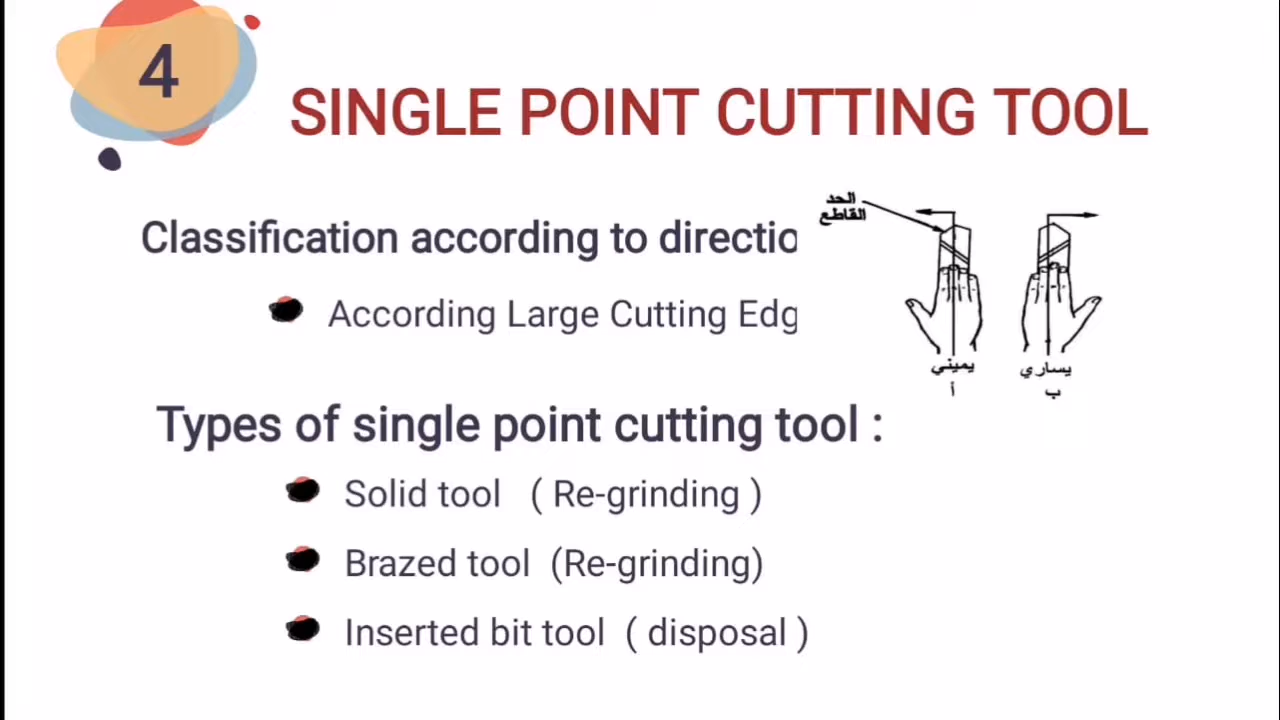 4
SINGLE POINT CUTTING TOOL
Classification according to directio
According Large Cutting Edg
الحد
القاطع
يميني
أ
يساري
ب
Types of single point cutting tool :
Solid tool ( Re-grinding )
Brazed tool (Re-grinding)
Inserted bit tool ( disposal )